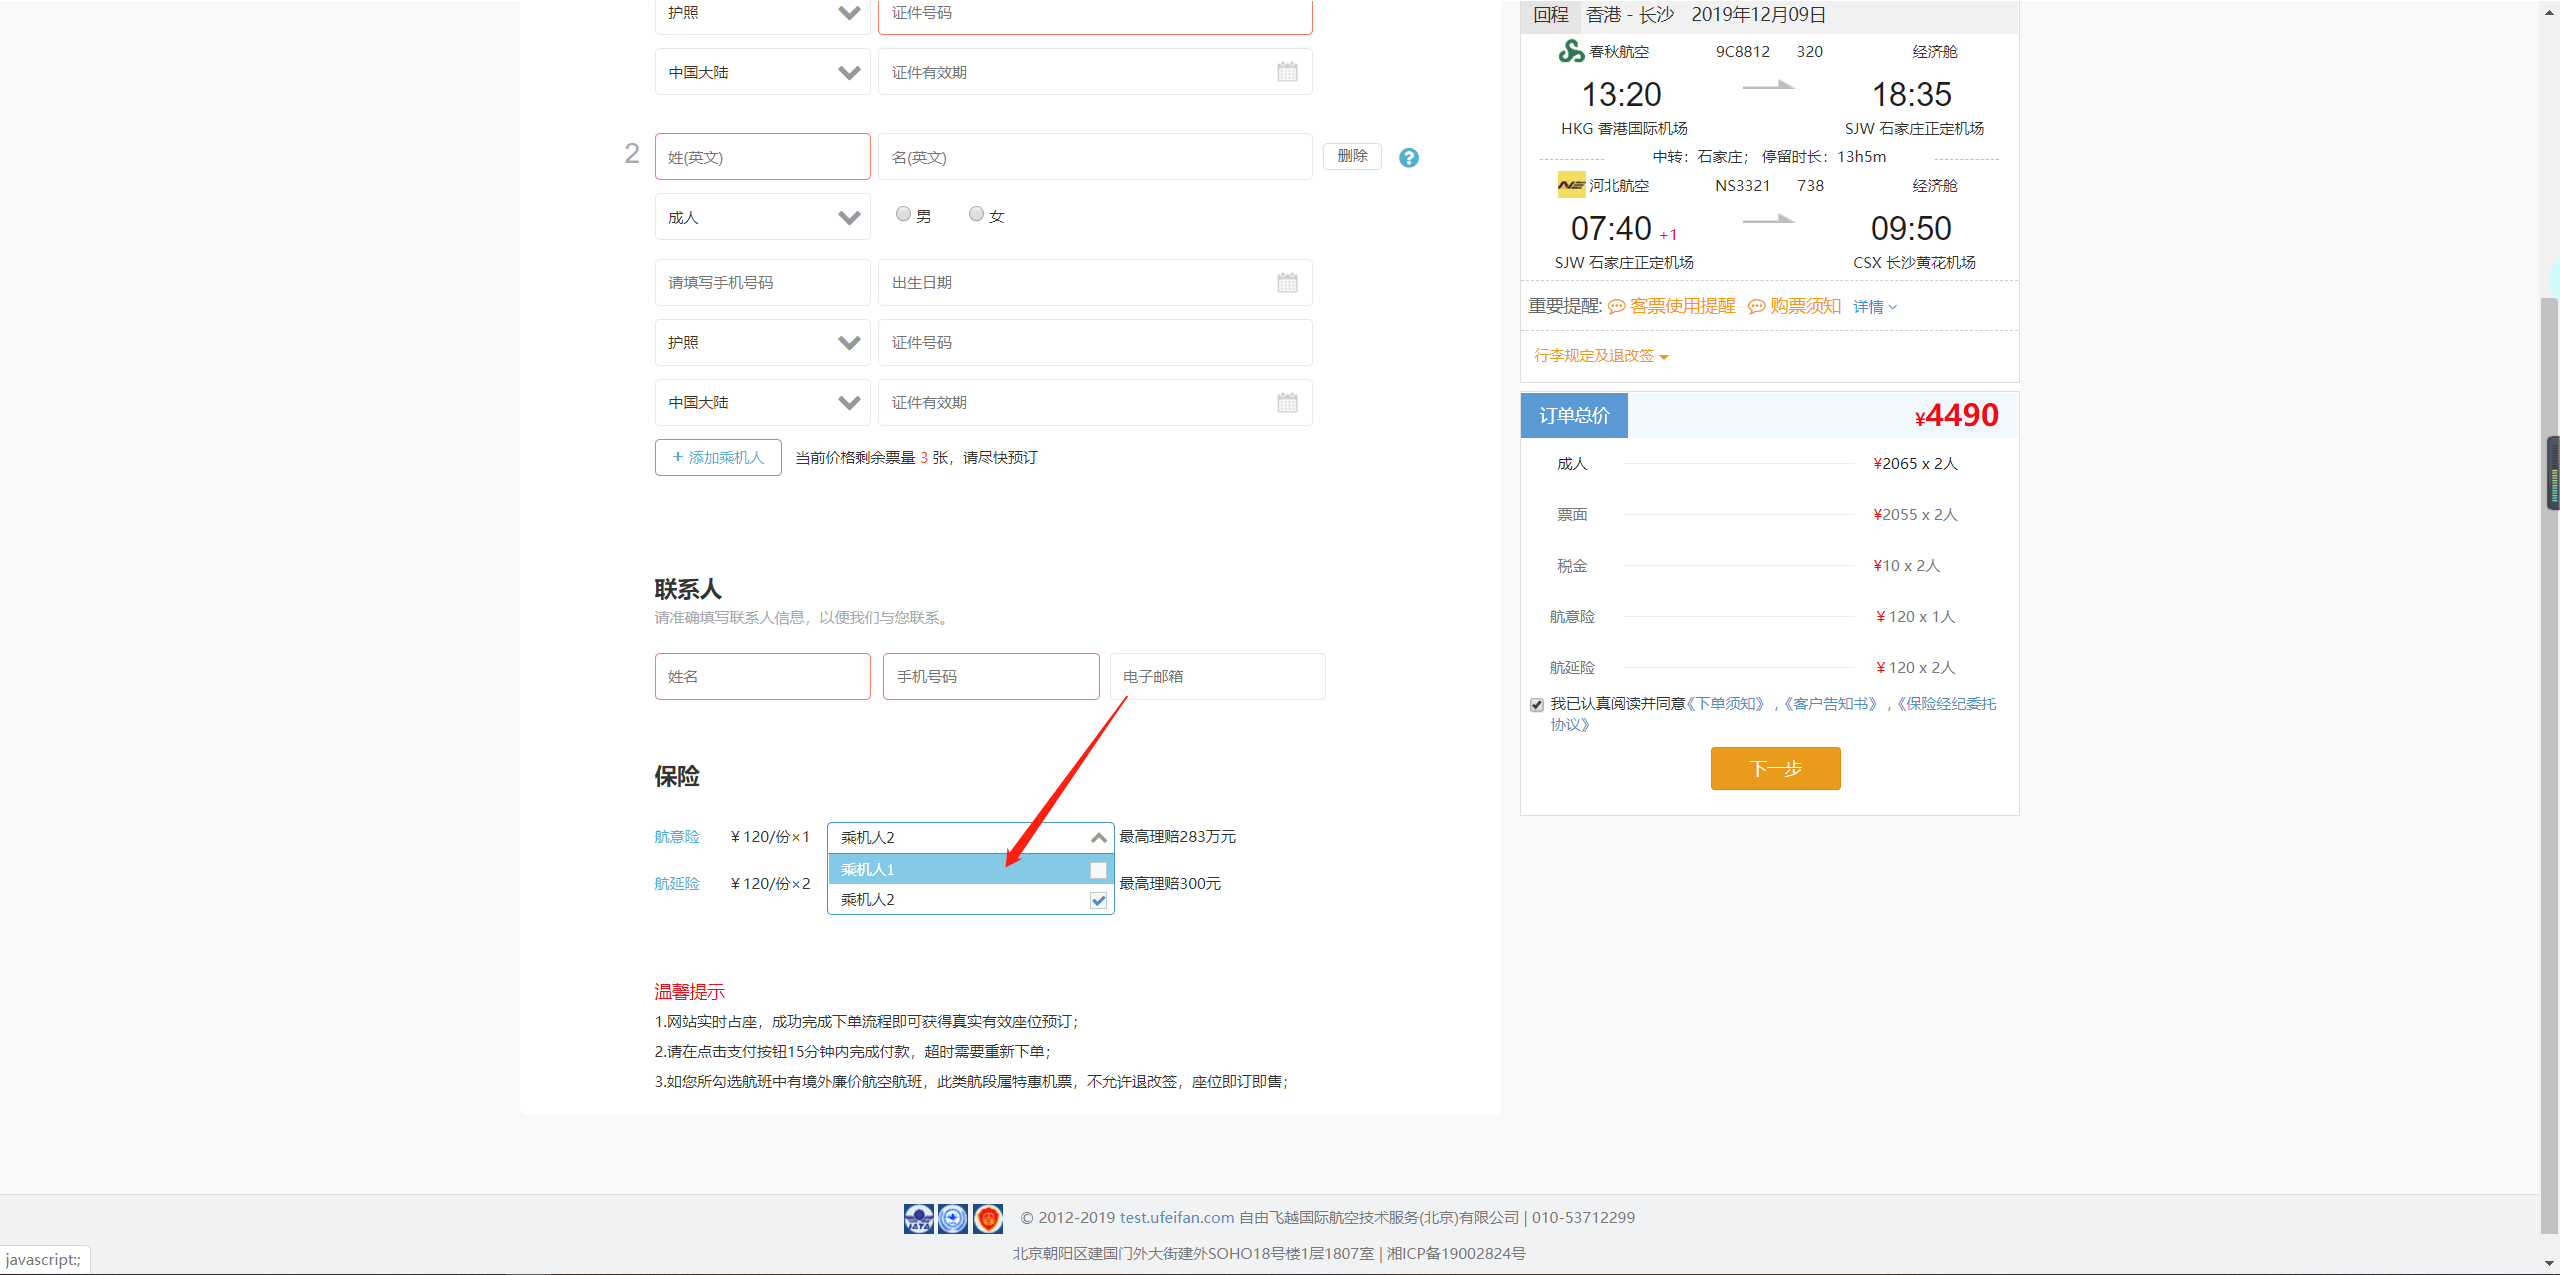 护照
证件号码
中国大陆
证件有效期
2
姓(英文)
名(英文)
删除
?
成人
男
女
请填写手机号码
出生日期
护照
证件号码
中国大陆
证件有效期
+ 添加乘机人
当前价格剩余票量 3 张，请尽快预订
联系人
请准确填写联系人信息，以便我们与您联系。
姓名
手机号码
电子邮箱
保险
航意险 ¥120/份×1 乘机人2 最高理赔283万元
乘机人1
航延险 ¥120/份×2 最高理赔300元
乘机人2
温馨提示
1.网站实时占座，成功完成下单流程即可获得真实有效座位预订；
2.请在点击支付按钮15分钟内完成付款，超时需要重新下单；
3.如您所勾选航班中有境外廉价航空航班，此类航段属特惠机票，不允许退改签，座位即订即售；
回程 香港 - 长沙 2019年12月09日
春秋航空 9C8812 320 经济舱
13:20 18:35
HKG 香港国际机场 SJW 石家庄正定机场
中转：石家庄； 停留时长：13h5m
河北航空 NS3321 738 经济舱
07:40 +1 09:50
SJW 石家庄正定机场 CSX 长沙黄花机场
重要提醒: 客票使用提醒 购票须知 详情
行李规定及退改签
订单总价 ¥4490
成人 ¥2065 x 2人
票面 ¥2055 x 2人
税金 ¥10 x 2人
航意险 ¥ 120 x 1人
航延险 ¥ 120 x 2人
我已认真阅读并同意《下单须知》,《客户告知书》,《保险经纪委托
协议》
下一步
© 2012-2019 test.ufeifan.com 自由飞越国际航空技术服务(北京)有限公司 | 010-53712299
北京朝阳区建国门外大街建外SOHO18号楼1层1807室 | 湘ICP备19002824号
javascript:;